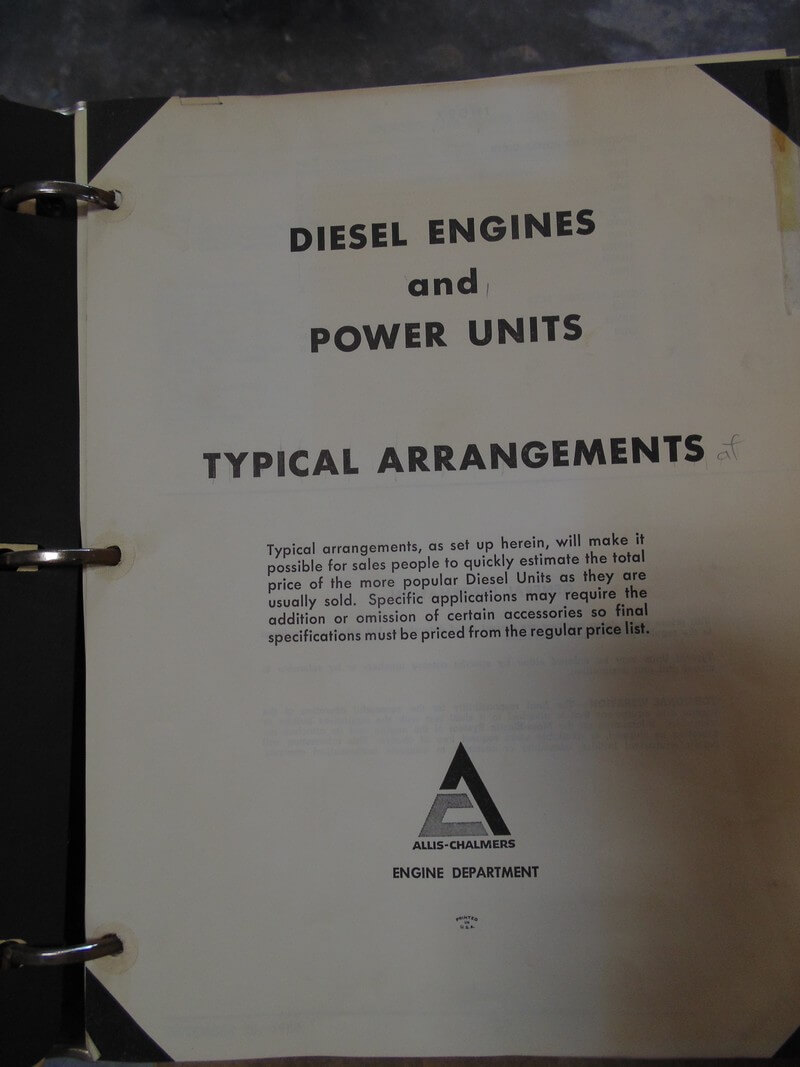 DIESEL ENGINES
and
POWER UNITS
TYPICAL ARRANGEMENTS
Typical arrangements, as set up herein, will make it
possible for sales people to quickly estimate the total
price of the more popular Diesel Units as they are
usually sold. Specific applications may require the
addition or omission of certain accessories so final
specifications must be priced from the regular price list.
ALLIS-CHALMERS
ENGINE DEPARTMENT
PRINTED
IN
U.S.A.